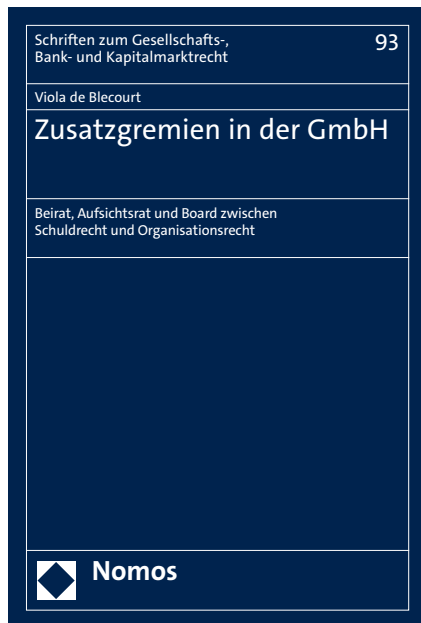 Schriften zum Gesellschafts-,
Bank- und Kapitalmarktrecht
93
Viola de Blecourt
Zusatzgremien in der GmbH
Beirat, Aufsichtsrat und Board zwischen
Schuldrecht und Organisationsrecht
Nomos